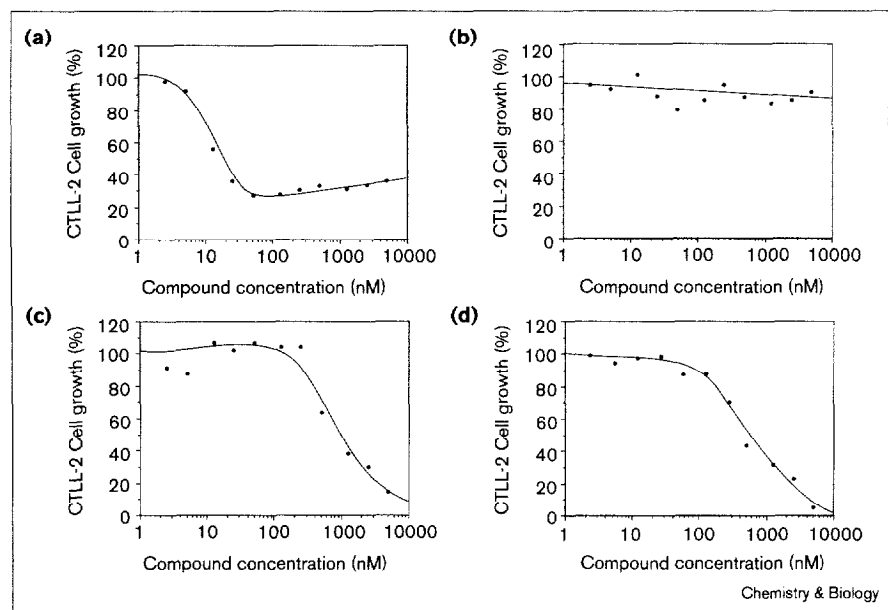 (a)
120
100
80
60
40
20
0
CTLL-2 Cell growth (%)
1 10 100 1000 10000
Compound concentration (nM)
(b)
120
100
80
60
40
20
0
CTLL-2 Cell growth (%)
1 10 100 1000 10000
Compound concentration (nM)
(c)
120
100
80
60
40
20
0
CTLL-2 Cell growth (%)
1 10 100 1000 10000
Compound concentration (nM)
(d)
120
100
80
60
40
20
0
CTLL-2 Cell growth (%)
1 10 100 1000 10000
Compound concentration (nM)
Chemistry & Biology